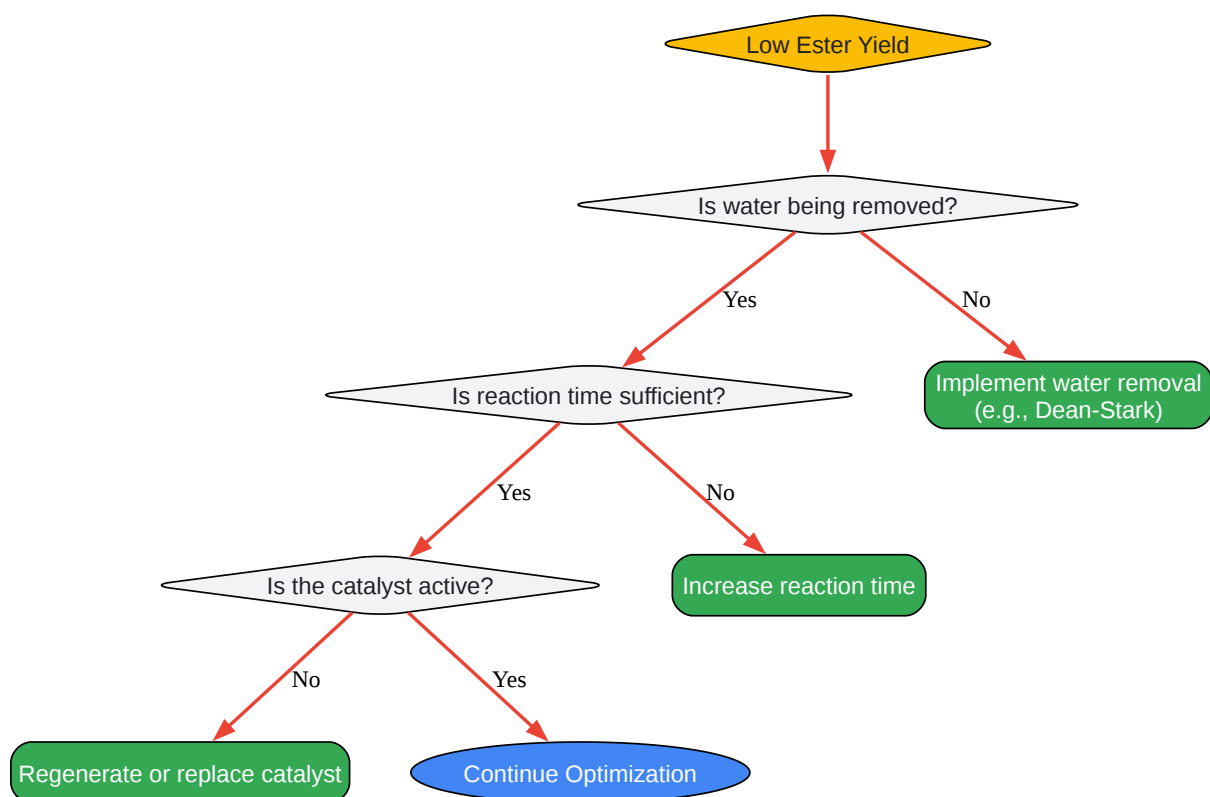 Low Ester Yield
Is water being removed?
Yes
No
Is reaction time sufficient?
Implement water removal
(e.g., Dean-Stark)
Yes
No
Is the catalyst active?
Increase reaction time
No
Yes
Regenerate or replace catalyst
Continue Optimization